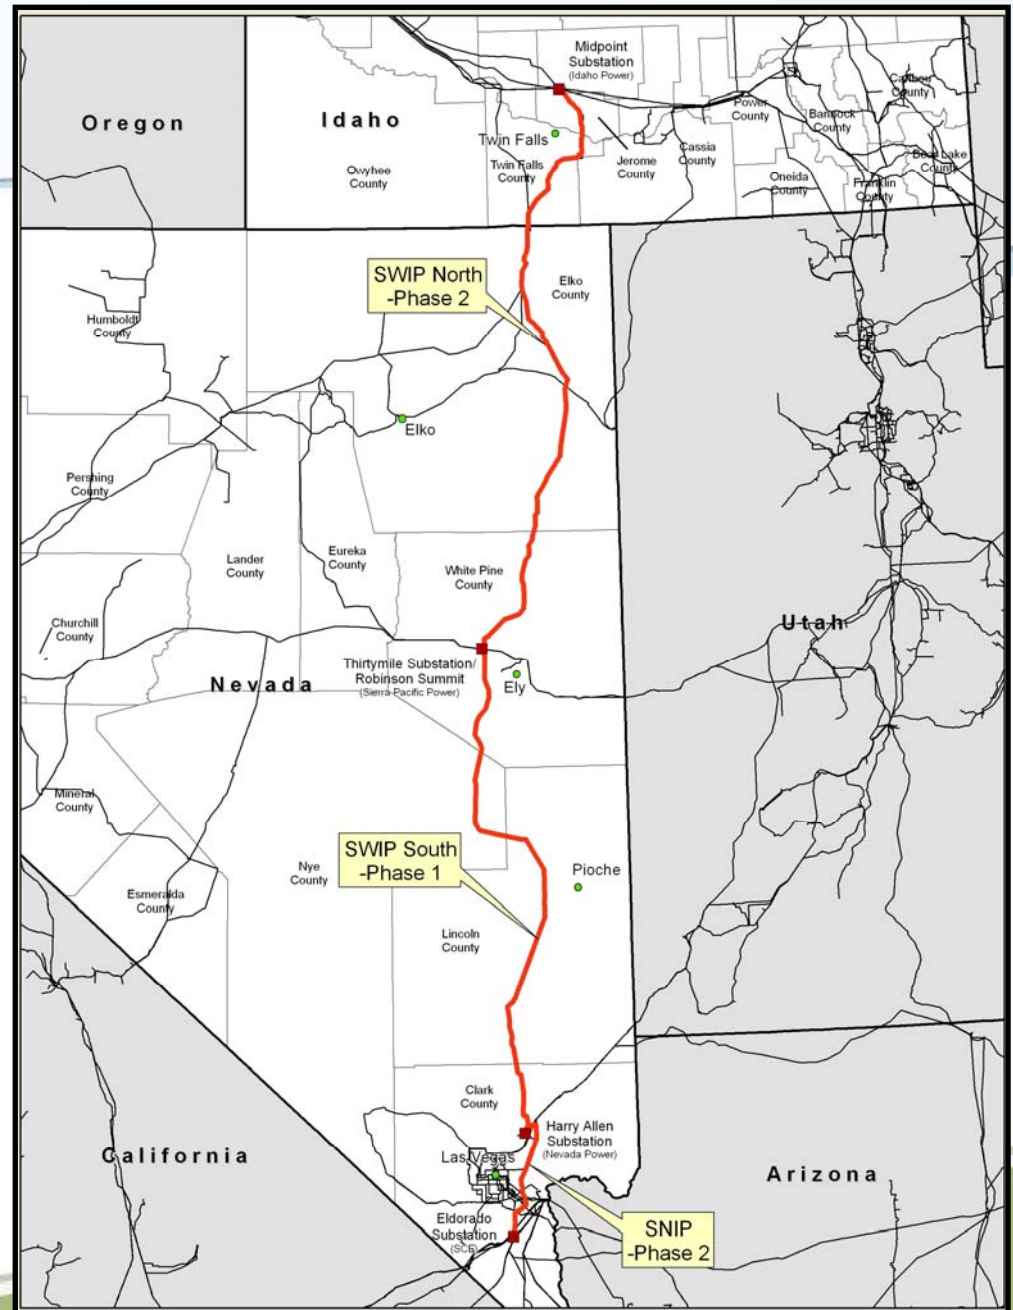 Midpoint
Substation
(Idaho Power)
Oregon
Idaho
Caribou
County
Power
County
Bannock
County
Twin Falls
Twin Falls
County
Jerome
County
Cassia
County
Bear Lake
County
Owyhee
County
Oneida
County
Franklin
County
SWIP North
-Phase 2
Elko
County
Humboldt
County
Elko
Pershing
County
Lander
County
Eureka
County
White Pine
County
Churchill
County
Utah
Thirtymile Substation/
Robinson Summit
(Sierra Pacific Power)
Nevada
Ely
Mineral
County
SWIP South
-Phase 1
Nye
County
Pioche
Esmeralda
County
Lincoln
County
Clark
County
Harry Allen
Substation
(Nevada Power)
California
Las Vegas
Arizona
Eldorado
Substation
(SCE)
SNIP
-Phase 2